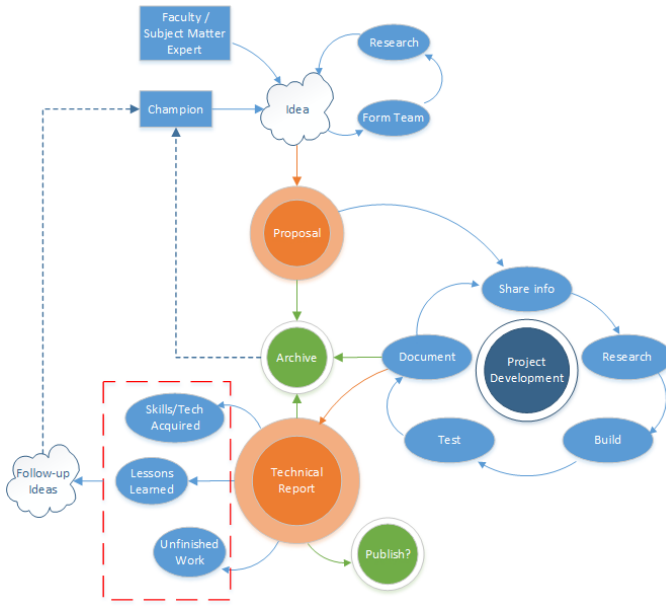 Faculty /
Subject Matter
Expert
Research
Champion
Idea
Form Team
Proposal
Share info
Archive
Document
Project
Development
Research
Skills/Tech
Acquired
Test
Build
Follow-up
Ideas
Lessons
Learned
Technical
Report
Unfinished
Work
Publish?